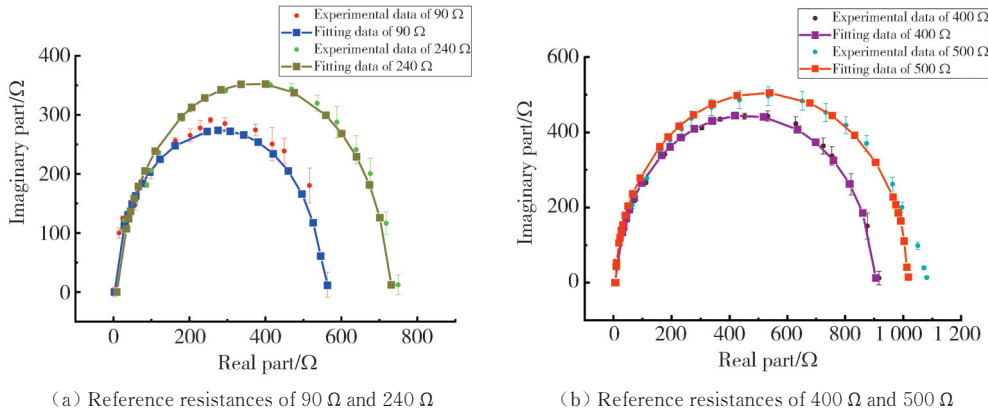 Experimental data of 90 Ω
Fitting data of 90 Ω
Experimental data of 240 Ω
Fitting data of 240 Ω
400
300
200
100
0
Imaginary part/Ω
0
200
400
600
800
Real part/Ω
(a) Reference resistances of 90 Ω and 240 Ω
Experimental data of 400 Ω
Fitting data of 400 Ω
Experimental data of 500 Ω
Fitting data of 500 Ω
600
400
200
0
Imaginary part/Ω
0
200
400
600
800
1 000
1 200
Real part/Ω
(b) Reference resistances of 400 Ω and 500 Ω